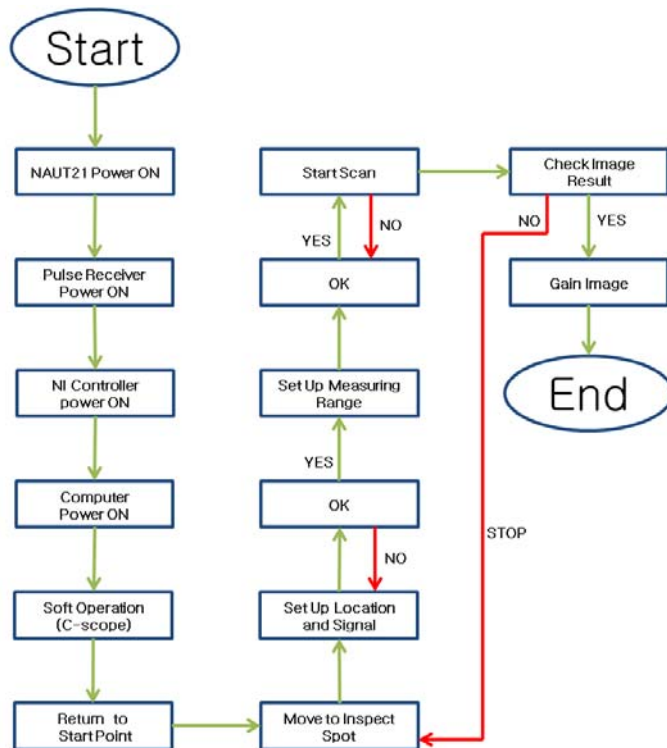 Start
NAUT21 Power ON
Pulse Receiver
Power ON
NI Controller
power ON
Computer
Power ON
Soft Operation
(C-scope)
Return to
Start Point
Move to Inspect
Spot
Set Up Location
and Signal
NO
OK
YES
Set Up Measuring
Range
OK
YES
NO
Start Scan
Check Image
Result
NO
YES
STOP
Gain Image
End